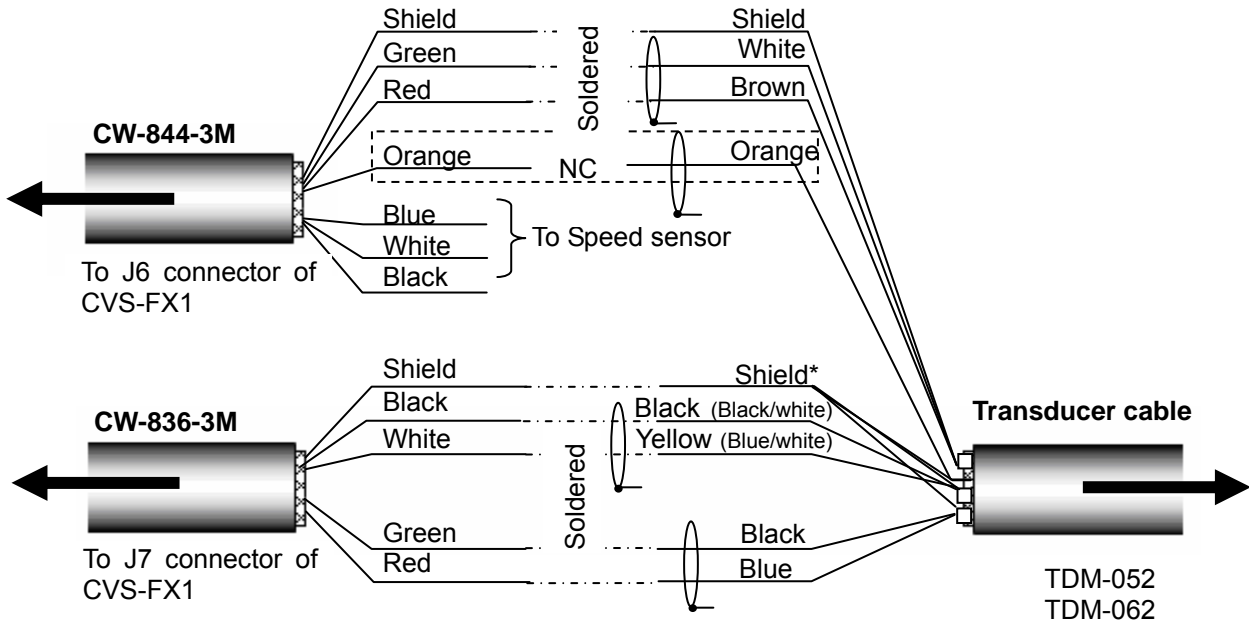 Shield Shield
Green White
Red Brown
Soldered
CW-844-3M
Orange NC Orange
Blue
White To Speed sensor
Black
To J6 connector of
CVS-FX1
Shield Shield*
Black Black (Black/white)
CW-836-3M
White Yellow (Blue/white)
Transducer cable
Soldered
Green Black
Red Blue
To J7 connector of
CVS-FX1
TDM-052
TDM-062